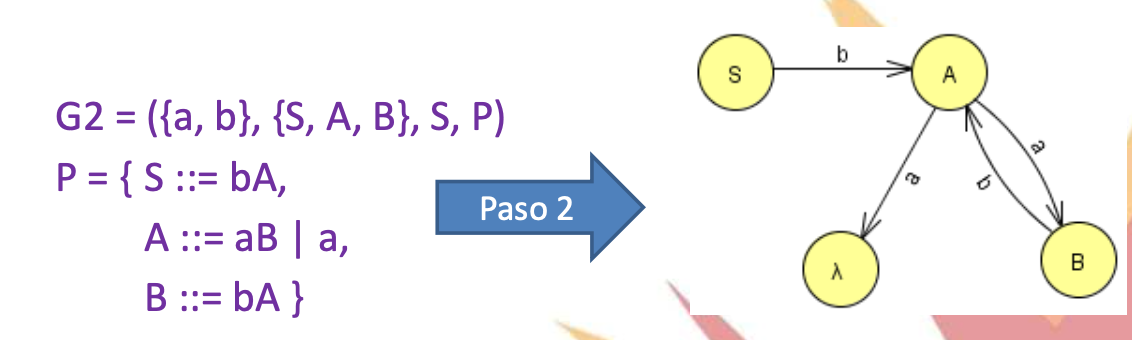 G2 = ({a, b}, {S, A, B}, S, P)
P = { S ::= bA,
A ::= aB | a,
B ::= bA }
Paso 2
S
b
A
a
a
b
λ
B